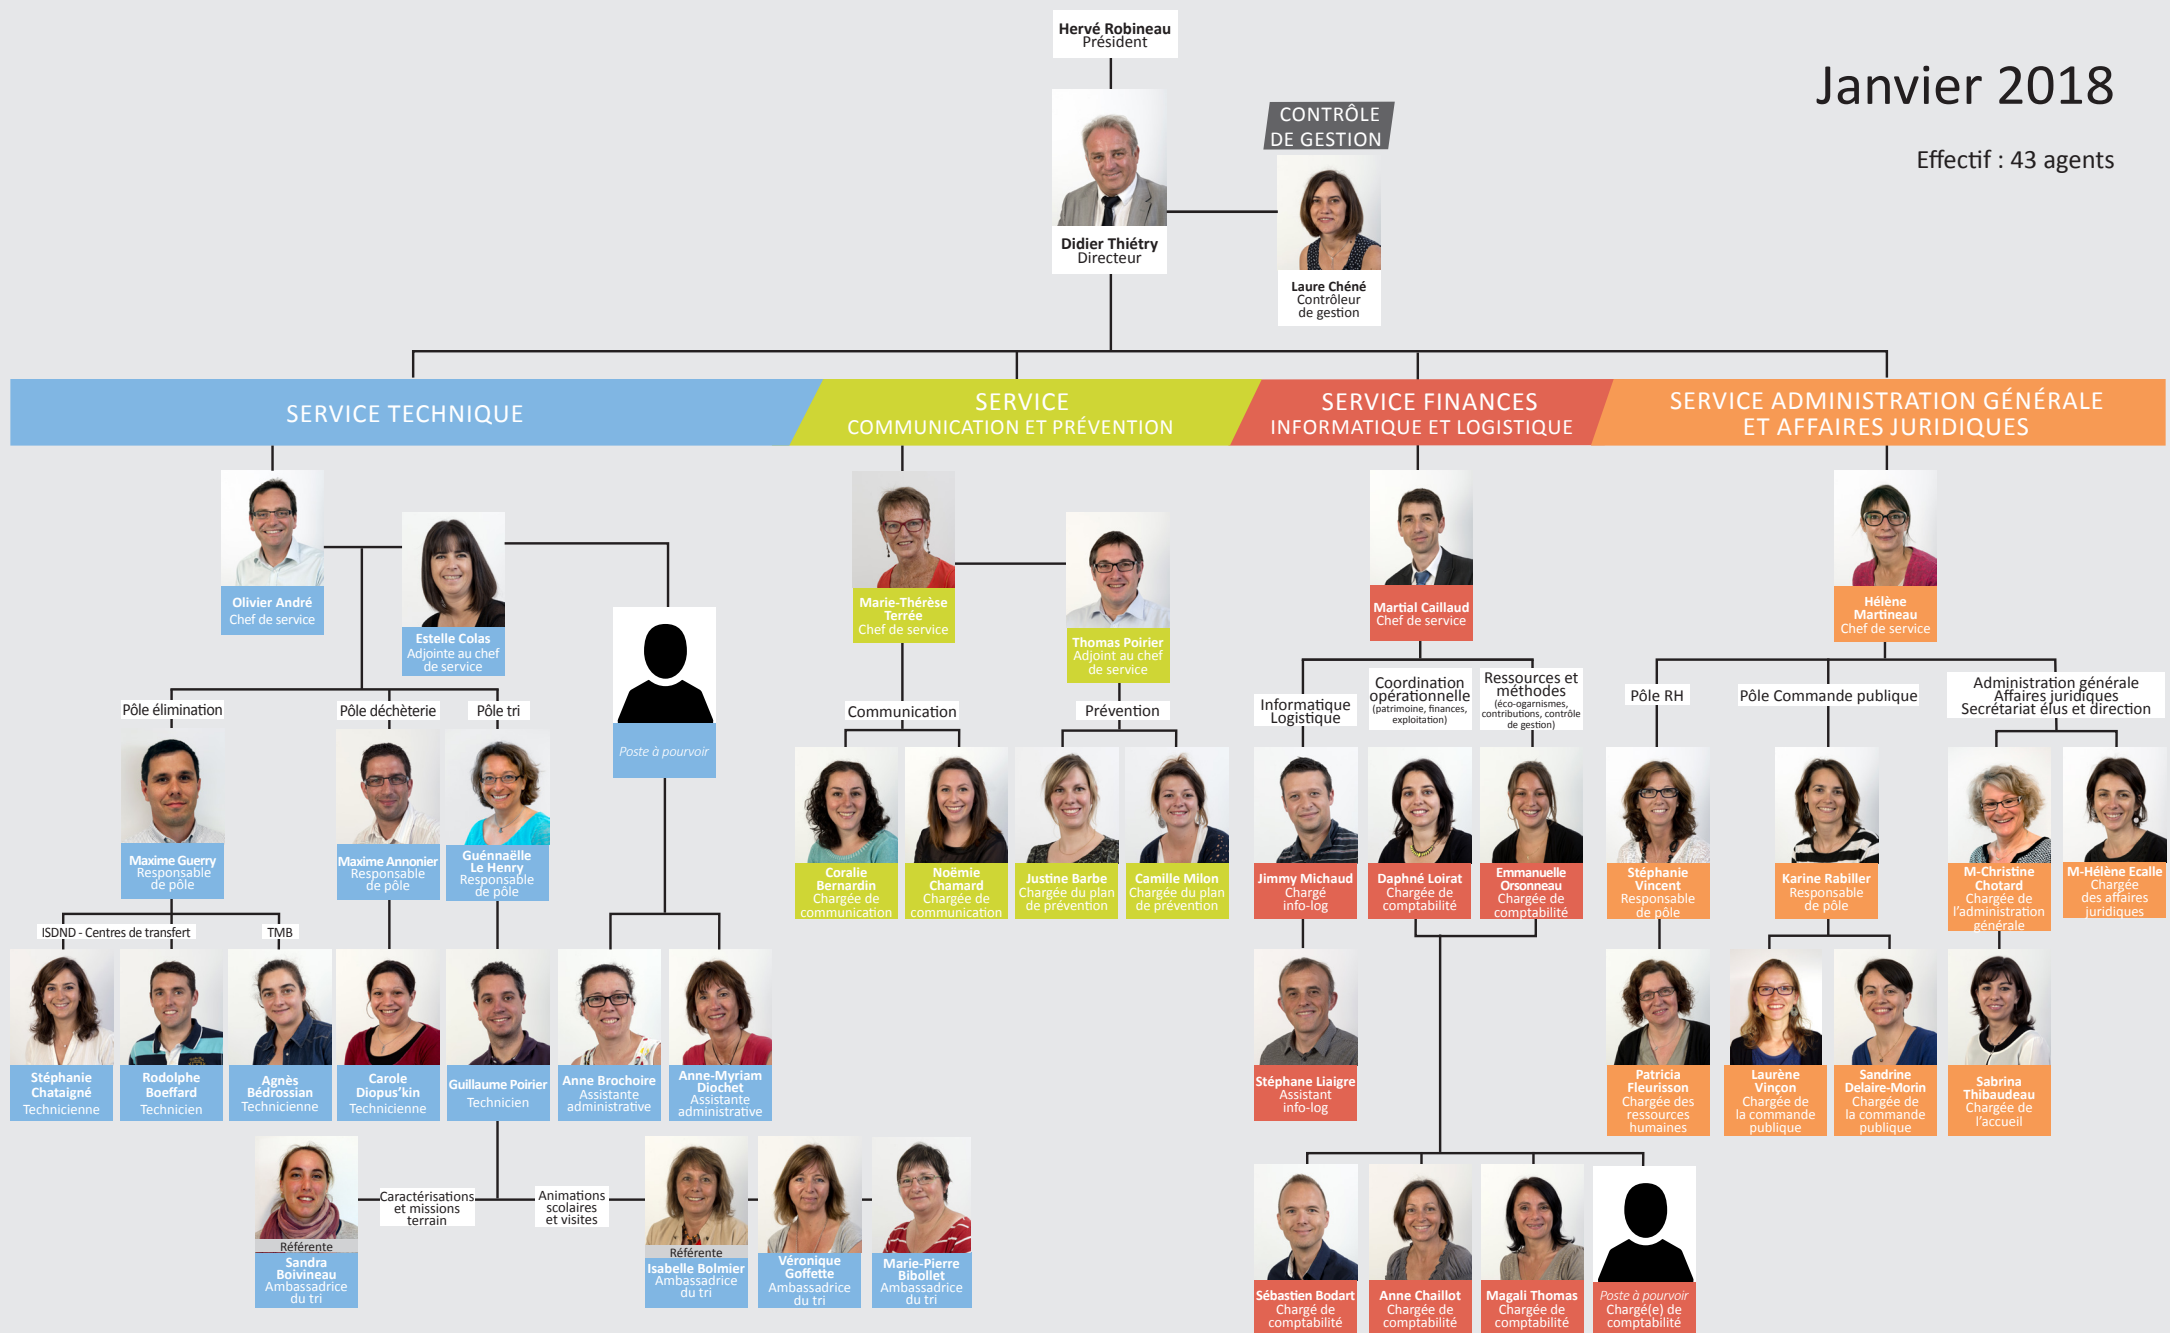 Hervé Robineau
Président
Janvier 2018
Effectif : 43 agents
CONTRÔLE
DE GESTION
Didier Thiétry
Directeur
Laure Chéné
Contrôleur
de gestion
SERVICE TECHNIQUE
SERVICE
COMMUNICATION ET PRÉVENTION
SERVICE FINANCES
INFORMATIQUE ET LOGISTIQUE
SERVICE ADMINISTRATION GÉNÉRALE
ET AFFAIRES JURIDIQUES
Olivier André
Chef de service
Estelle Colas
Adjointe au chef
de service
Marie-Thérèse
Terrée
Chef de service
Thomas Poirier
Adjoint au chef
de service
Martial Caillaud
Chef de service
Hélène
Martineau
Chef de service
Pôle élimination
Pôle déchèterie
Pôle tri
Poste à pourvoir
Communication
Prévention
Informatique
Logistique
Coordination
opérationnelle
(patrimoine, finances,
exploitation)
Ressources et
méthodes
(éco-ogarnismes,
contributions, contrôle
de gestion)
Pôle RH
Pôle Commande publique
Administration générale
Affaires juridiques
Secrétariat élus et direction
Maxime Guerry
Responsable
de pôle
Maxime Annonier
Responsable
de pôle
Guénnaëlle
Le Henry
Responsable
de pôle
Coralie
Bernardin
Chargée de
communication
Noëmie
Chamard
Chargée de
communication
Justine Barbe
Chargée du plan
de prévention
Camille Milon
Chargée du plan
de prévention
Jimmy Michaud
Chargé
info-log
Daphné Loirat
Chargée de
comptabilité
Emmanuelle
Orsonneau
Chargée de
comptabilité
Stéphanie
Vincent
Responsable
de pôle
Karine Rabiller
Responsable
de pôle
M-Christine
Chotard
Chargée de
l'administration
générale
M-Hélène Ecalle
Chargée
des affaires
juridiques
ISDND - Centres de transfert
TMB
Stéphanie
Chataigné
Technicienne
Rodolphe
Boeffard
Technicien
Agnès
Bédrossian
Technicienne
Carole
Diopus'kin
Technicienne
Guillaume Poirier
Technicien
Anne Brochoire
Assistante
administrative
Anne-Myriam
Diochet
Assistante
administrative
Stéphane Liaigre
Assistant
info-log
Patricia
Fleurisson
Chargée des
ressources
humaines
Laurène
Vinçon
Chargée de
la commande
publique
Sandrine
Delaire-Morin
Chargée de
la commande
publique
Sabrina
Thibaudeau
Chargée de
l'accueil
Caractérisations
et missions
terrain
Animations
scolaires
et visites
Référente
Sandra
Boivineau
Ambassadrice
du tri
Référente
Isabelle Bolmier
Ambassadrice
du tri
Véronique
Goffette
Ambassadrice
du tri
Marie-Pierre
Bibollet
Ambassadrice
du tri
Sébastien Bodart
Chargé de
comptabilité
Anne Chaillot
Chargée de
comptabilité
Magali Thomas
Chargée de
comptabilité
Poste à pourvoir
Chargé(e) de
comptabilité